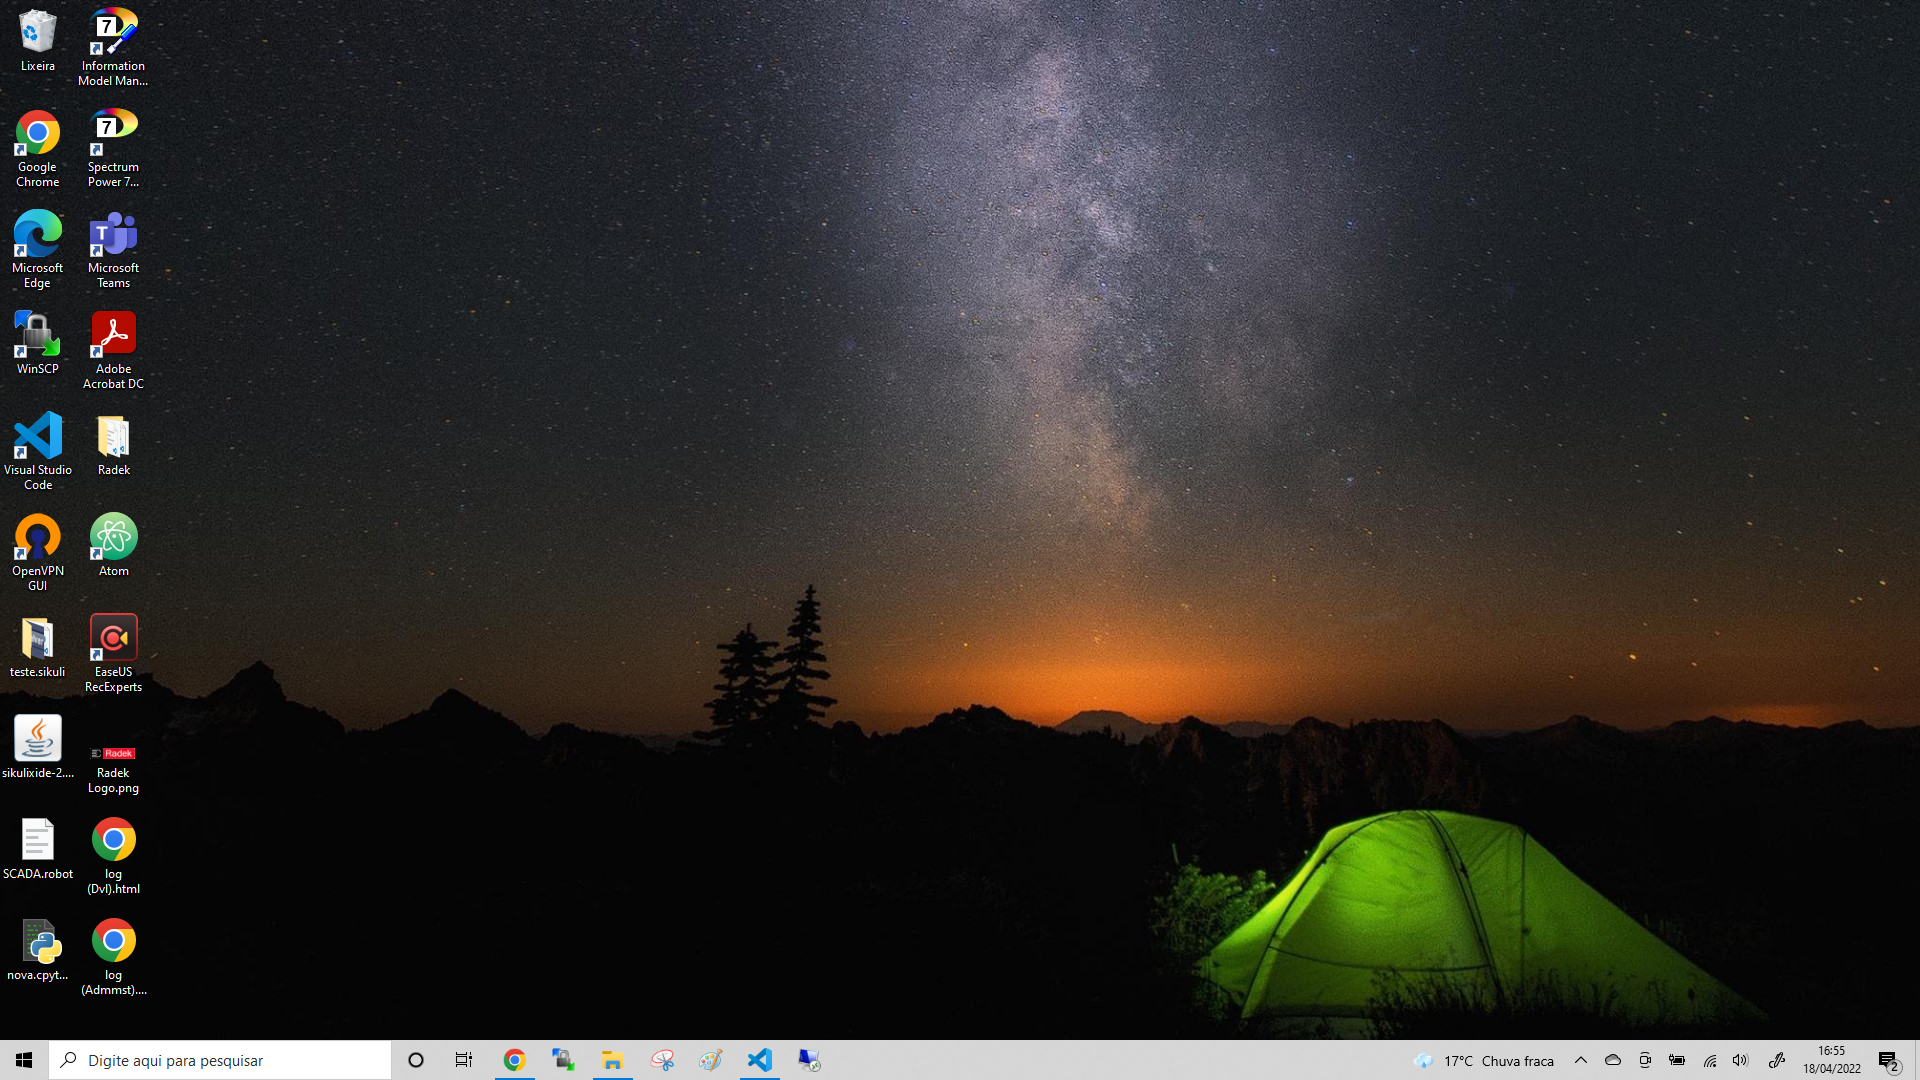 Lixeira
Information
Model Man...
Google
Chrome
Spectrum
Power 7...
Microsoft
Edge
Microsoft
Teams
WinSCP
Adobe
Acrobat DC
Visual Studio
Code
Radek
OpenVPN
GUI
Atom
teste.sikuli
EaseUS
RecExperts
sikulixide-2....
Radek
Radek
Logo.png
SCADA.robot
log
(Dvl).html
nova.cpyt...
log
(Admmst)....
Digite aqui para pesquisar
17°C Chuva fraca
16:55
18/04/2022
2